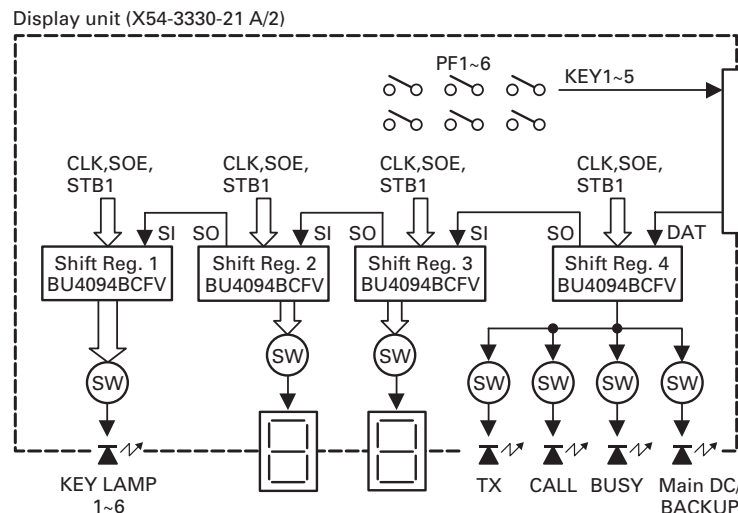 Display unit (X54-3330-21 A/2)
PF1~6
KEY1~5
CLK,SOE,
STB1
CLK,SOE,
STB1
CLK,SOE,
STB1
CLK,SOE,
STB1
SI
SO
SI
SO
SI
SO
DAT
Shift Reg. 1
BU4094BCFV
Shift Reg. 2
BU4094BCFV
Shift Reg. 3
BU4094BCFV
Shift Reg. 4
BU4094BCFV
SW
SW
SW
SW
SW
SW
SW
KEY LAMP
1~6
TX
CALL
BUSY
Main DC/
BACKUP